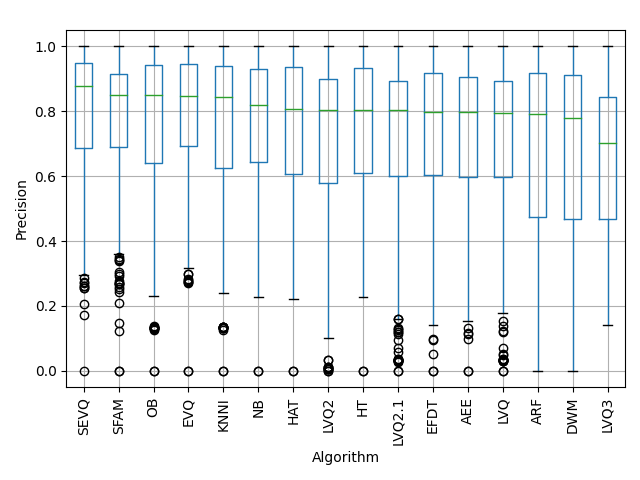 1.0
0.8
0.6
0.4
0.2
0.0
Precision
SEVQ
SFAM
OB
EVQ
KNNI
NB
HAT
LVQ2
HT
LVQ2.1
EFDT
AEE
LVQ
ARF
DWM
LVQ3
Algorithm